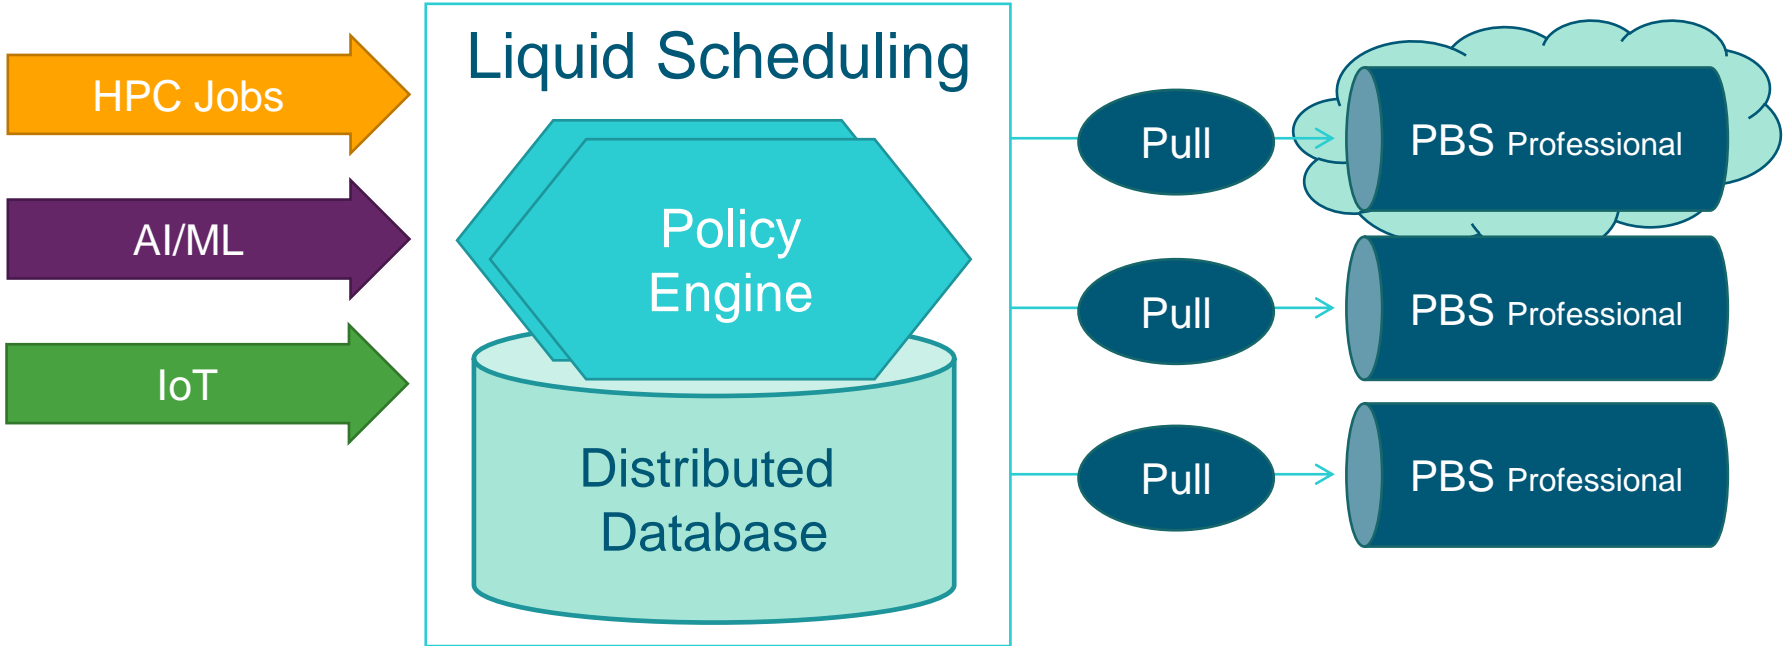 Liquid Scheduling
HPC Jobs
AI/ML
IoT
Policy
Engine
Distributed
Database
Pull
PBS Professional
Pull
PBS Professional
Pull
PBS Professional